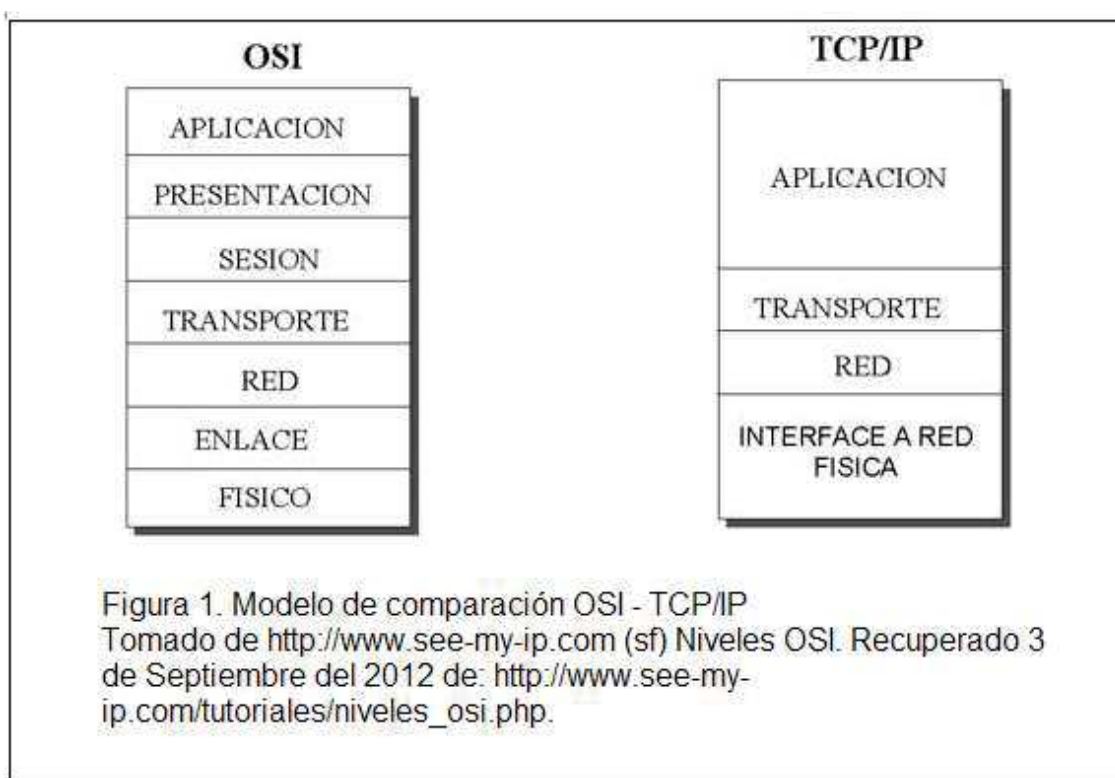 OSI
APLICACION
PRESENTACION
SESION
TRANSPORTE
RED
ENLACE
FISICO
TCP/IP
APLICACION
TRANSPORTE
RED
INTERFACE A RED
FISICA
Figura 1. Modelo de comparación OSI - TCP/IP
Tomado de http://www.see-my-ip.com (sf) Niveles OSI. Recuperado 3
de Septiembre del 2012 de: http://www.see-my-
ip.com/tutoriales/niveles_osi.php.